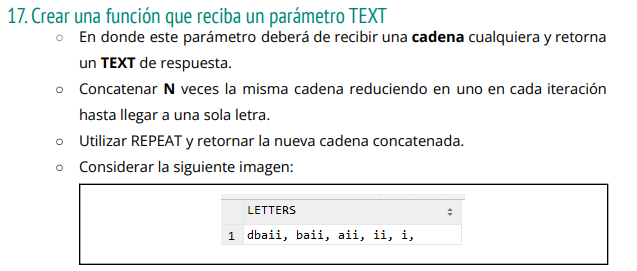 17. Crear una función que reciba un parámetro TEXT
○ En donde este parámetro deberá de recibir una cadena cualquiera y retorna
un TEXT de respuesta.
○ Concatenar N veces la misma cadena reduciendo en uno en cada iteración
hasta llegar a una sola letra.
○ Utilizar REPEAT y retornar la nueva cadena concatenada.
○ Considerar la siguiente imagen:
LETTERS
1 dbaii, baii, aii, ii, i,